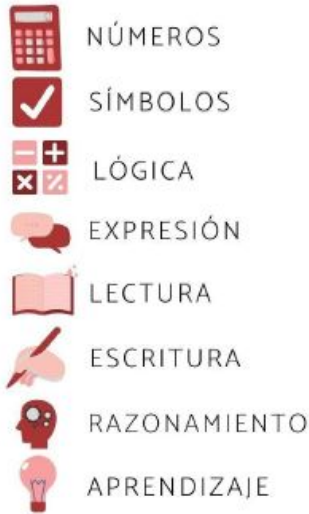 NÚMEROS
SÍMBOLOS
LÓGICA
EXPRESIÓN
LECTURA
ESCRITURA
RAZONAMIENTO
APRENDIZAJE